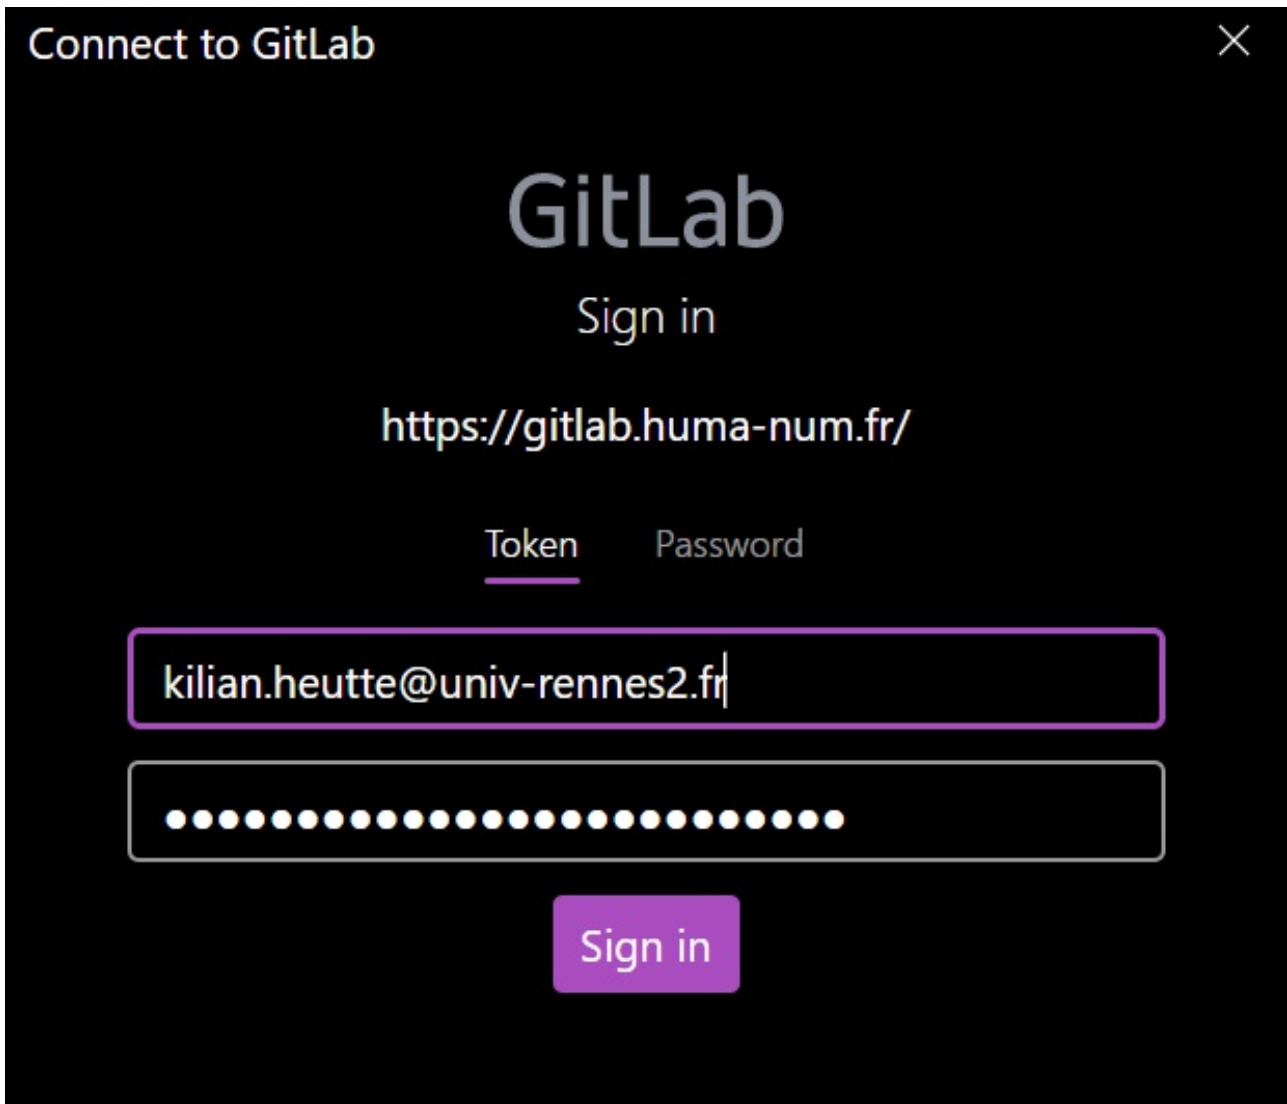 Connect to GitLab
GitLab
Sign in
https://gitlab.huma-num.fr/
Token Password
kilian.heutte@univ-rennes2.fr
••••••••••••••••••••••••••
Sign in